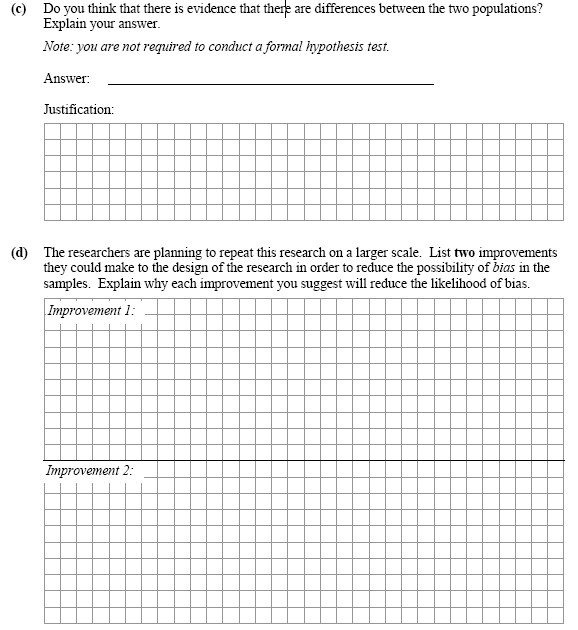 (c) Do you think that there is evidence that there are differences between the two populations?
Explain your answer.
Note: you are not required to conduct a formal hypothesis test.
Answer:
Justification:
(d) The researchers are planning to repeat this research on a larger scale. List two improvements
they could make to the design of the research in order to reduce the possibility of bias in the
samples. Explain why each improvement you suggest will reduce the likelihood of bias.
Improvement 1:
Improvement 2: